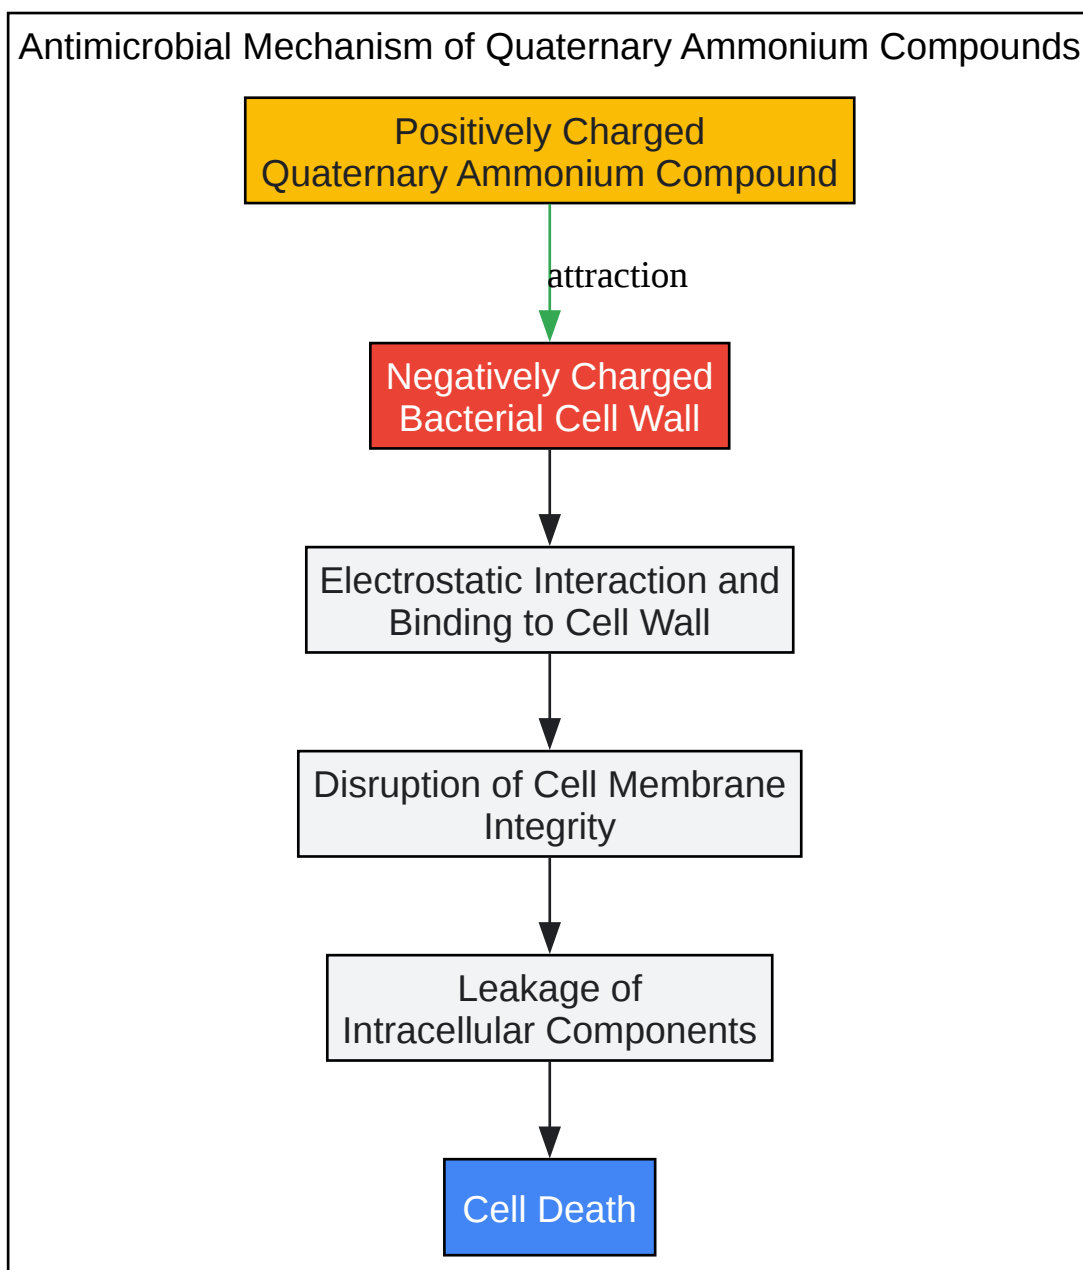 Antimicrobial Mechanism of Quaternary Ammonium Compounds
Positively Charged
Quaternary Ammonium Compound
attraction
Negatively Charged
Bacterial Cell Wall
Electrostatic Interaction and
Binding to Cell Wall
Disruption of Cell Membrane
Integrity
Leakage of
Intracellular Components
Cell Death